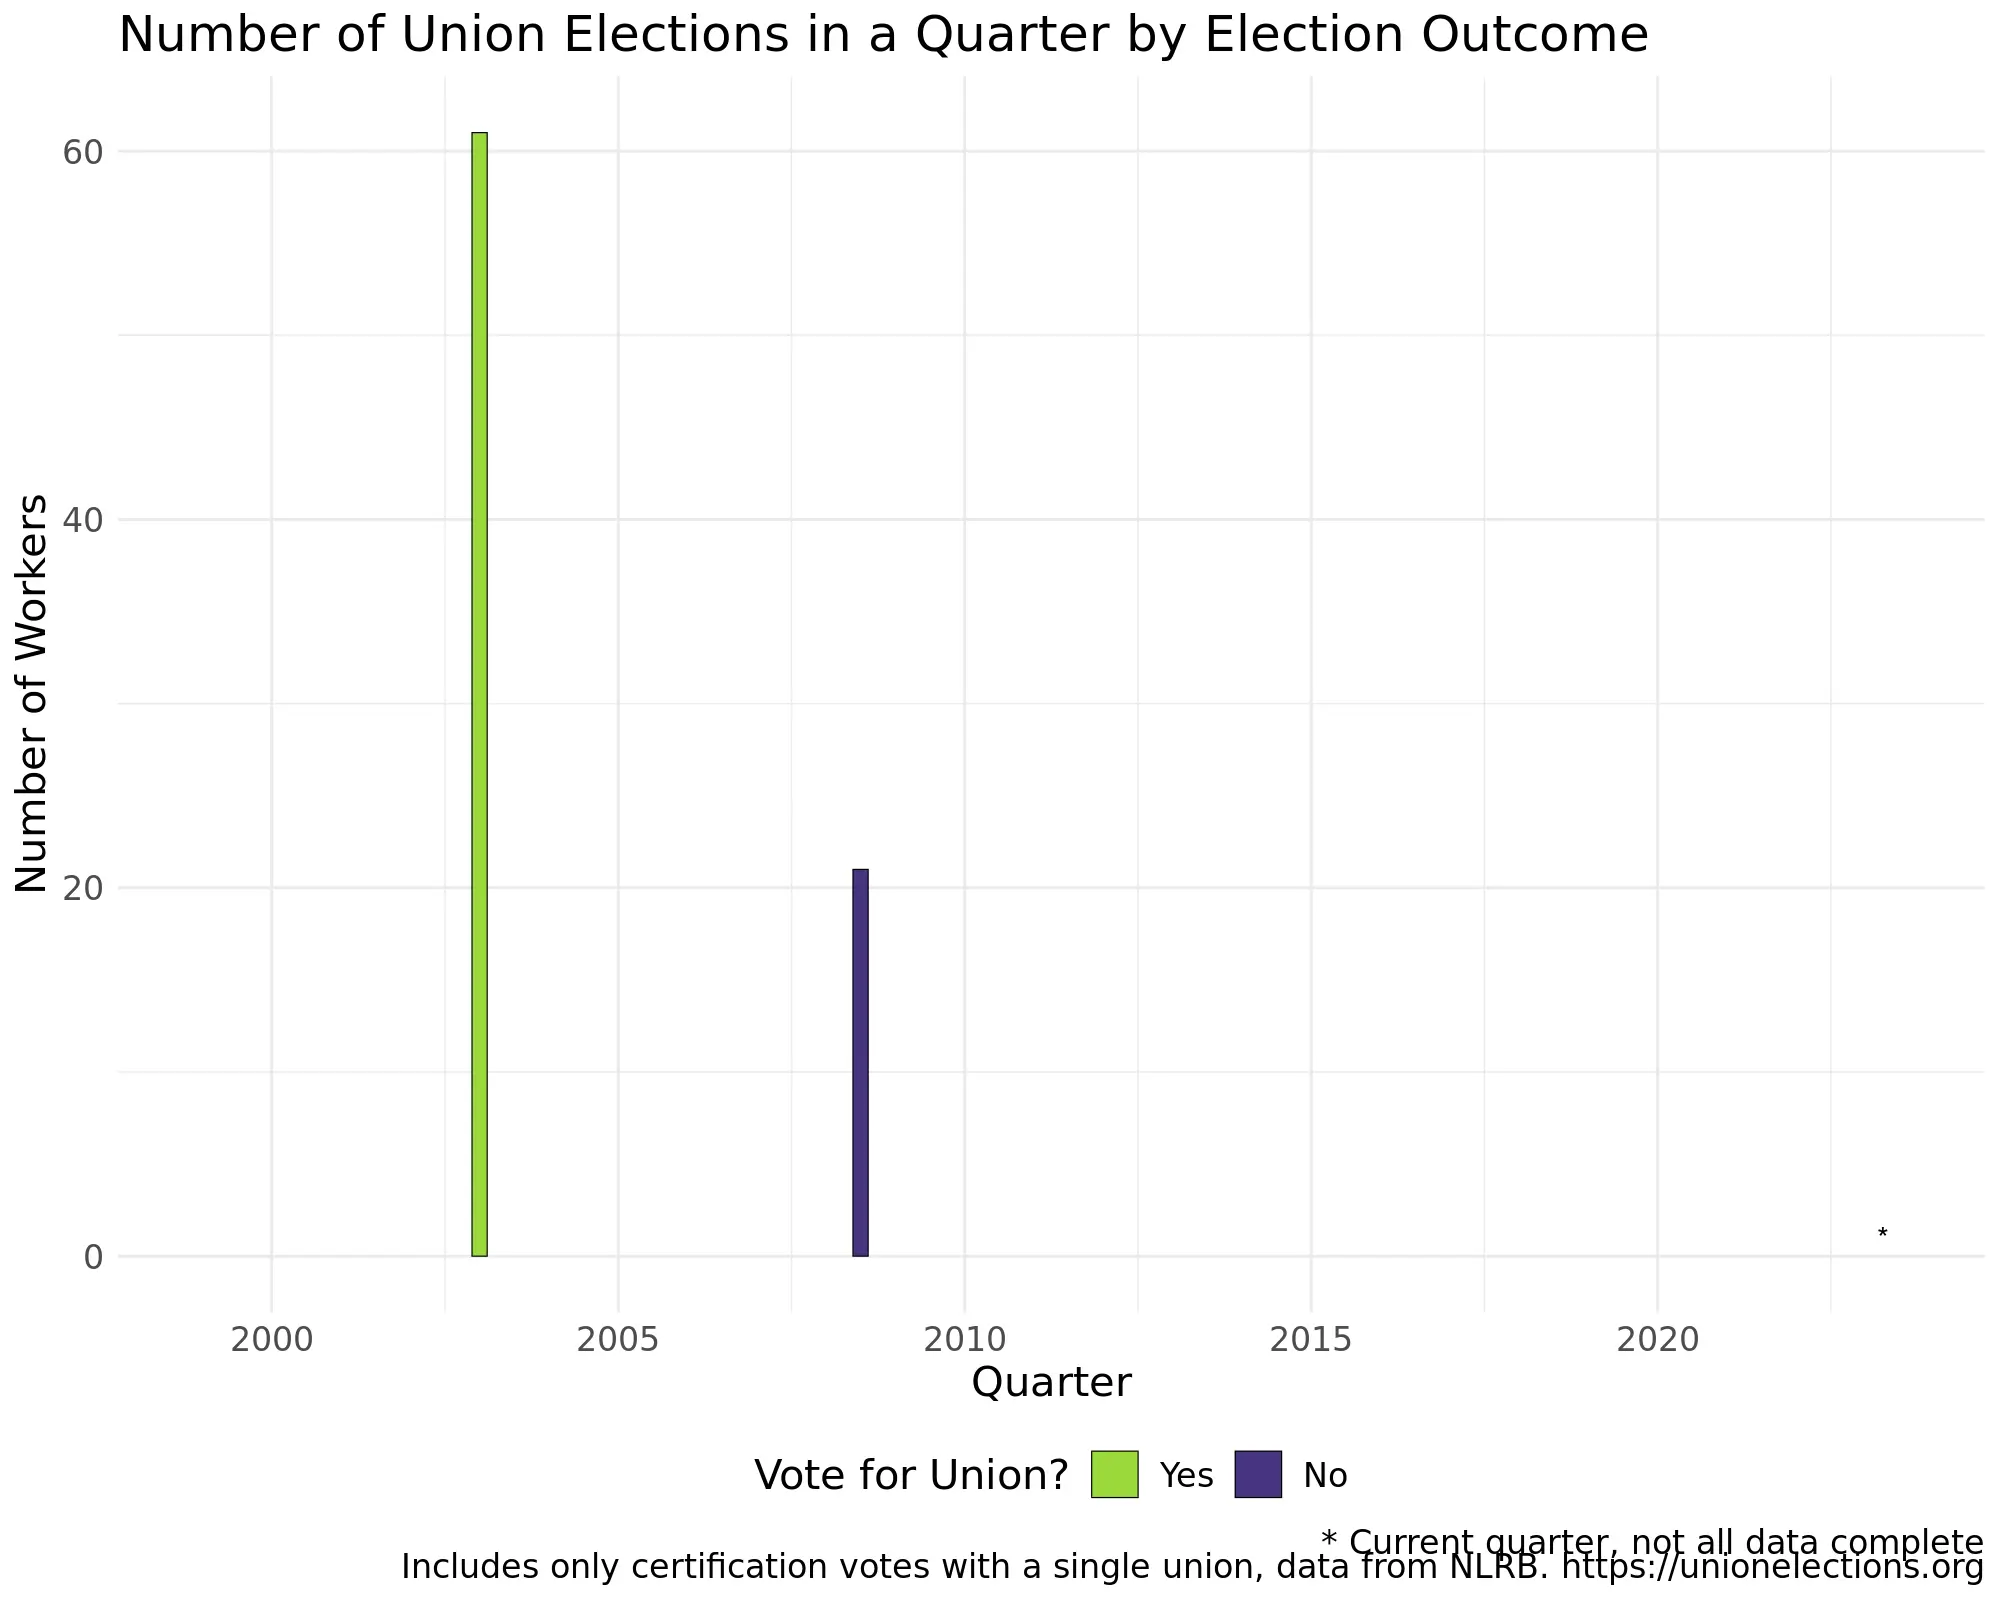 Number of Union Elections in a Quarter by Election Outcome
60
40
20
0
Number of Workers
*
2000 2005 2010 2015 2020
Quarter
Vote for Union? Yes No
* Current quarter, not all data complete
Includes only certification votes with a single union, data from NLRB. https://unionelections.org